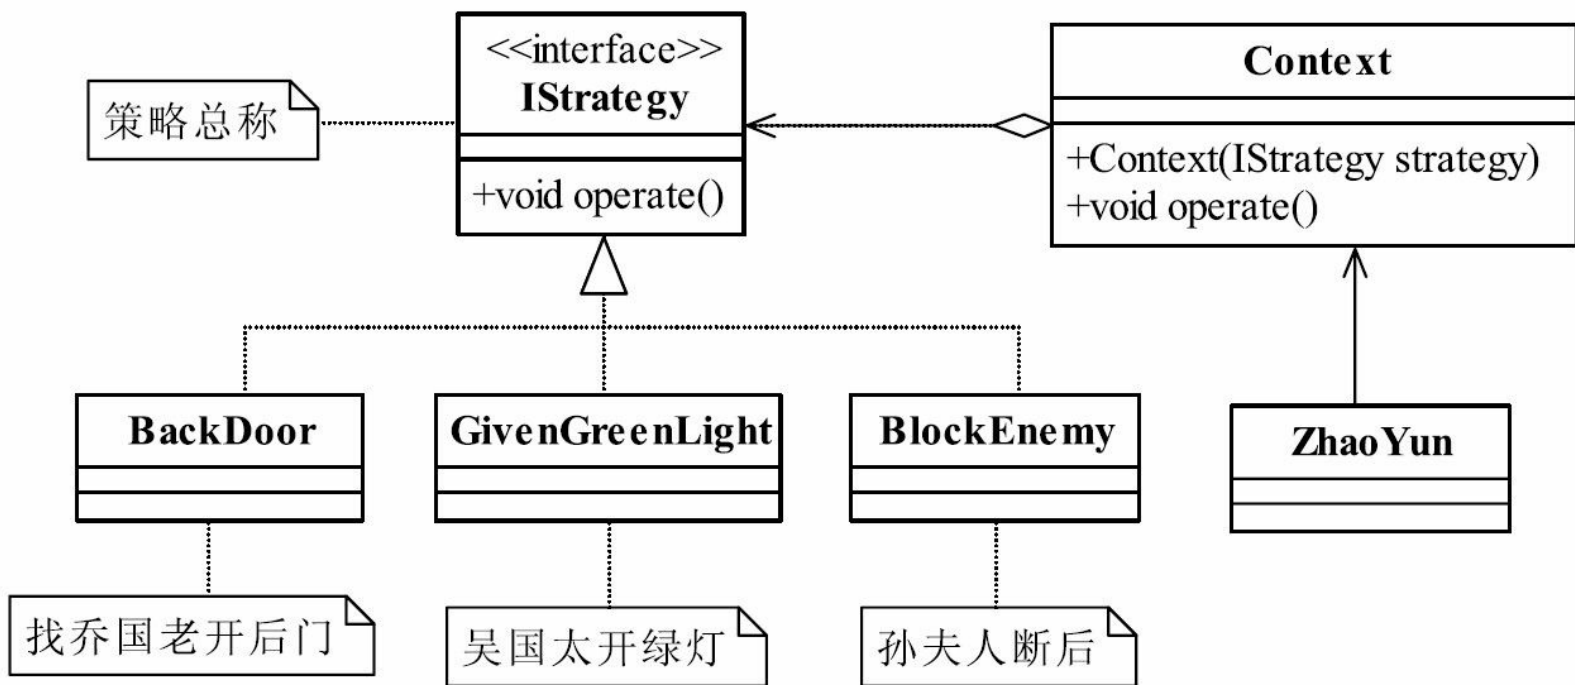 <<interface>>
IStrategy
+void operate()
策略总称
Context
+Context(IStrategy strategy)
+void operate()
BackDoor
GivenGreenLight
BlockEnemy
ZhaoYun
找乔国老开后门
吴国太开绿灯
孙夫人断后